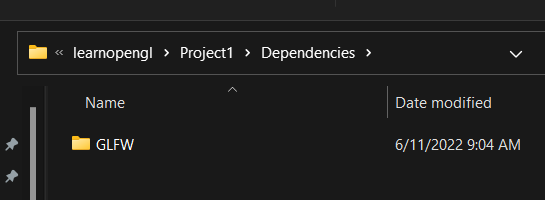 « learnopengl > Project1 > Dependencies >
Name Date modified
GLFW 6/11/2022 9:04 AM